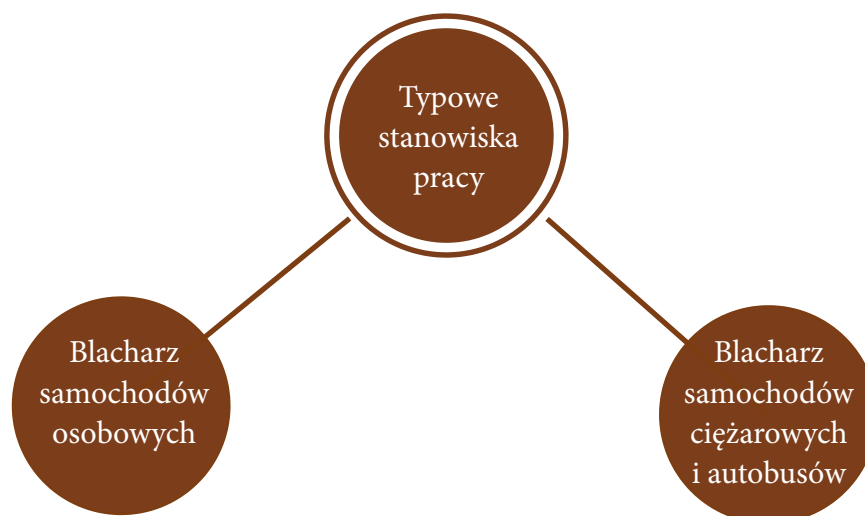 Typowe
stanowiska
pracy
Blacharz
samochodów
osobowych
Blacharz
samochodów
ciężarowych
i autobusów